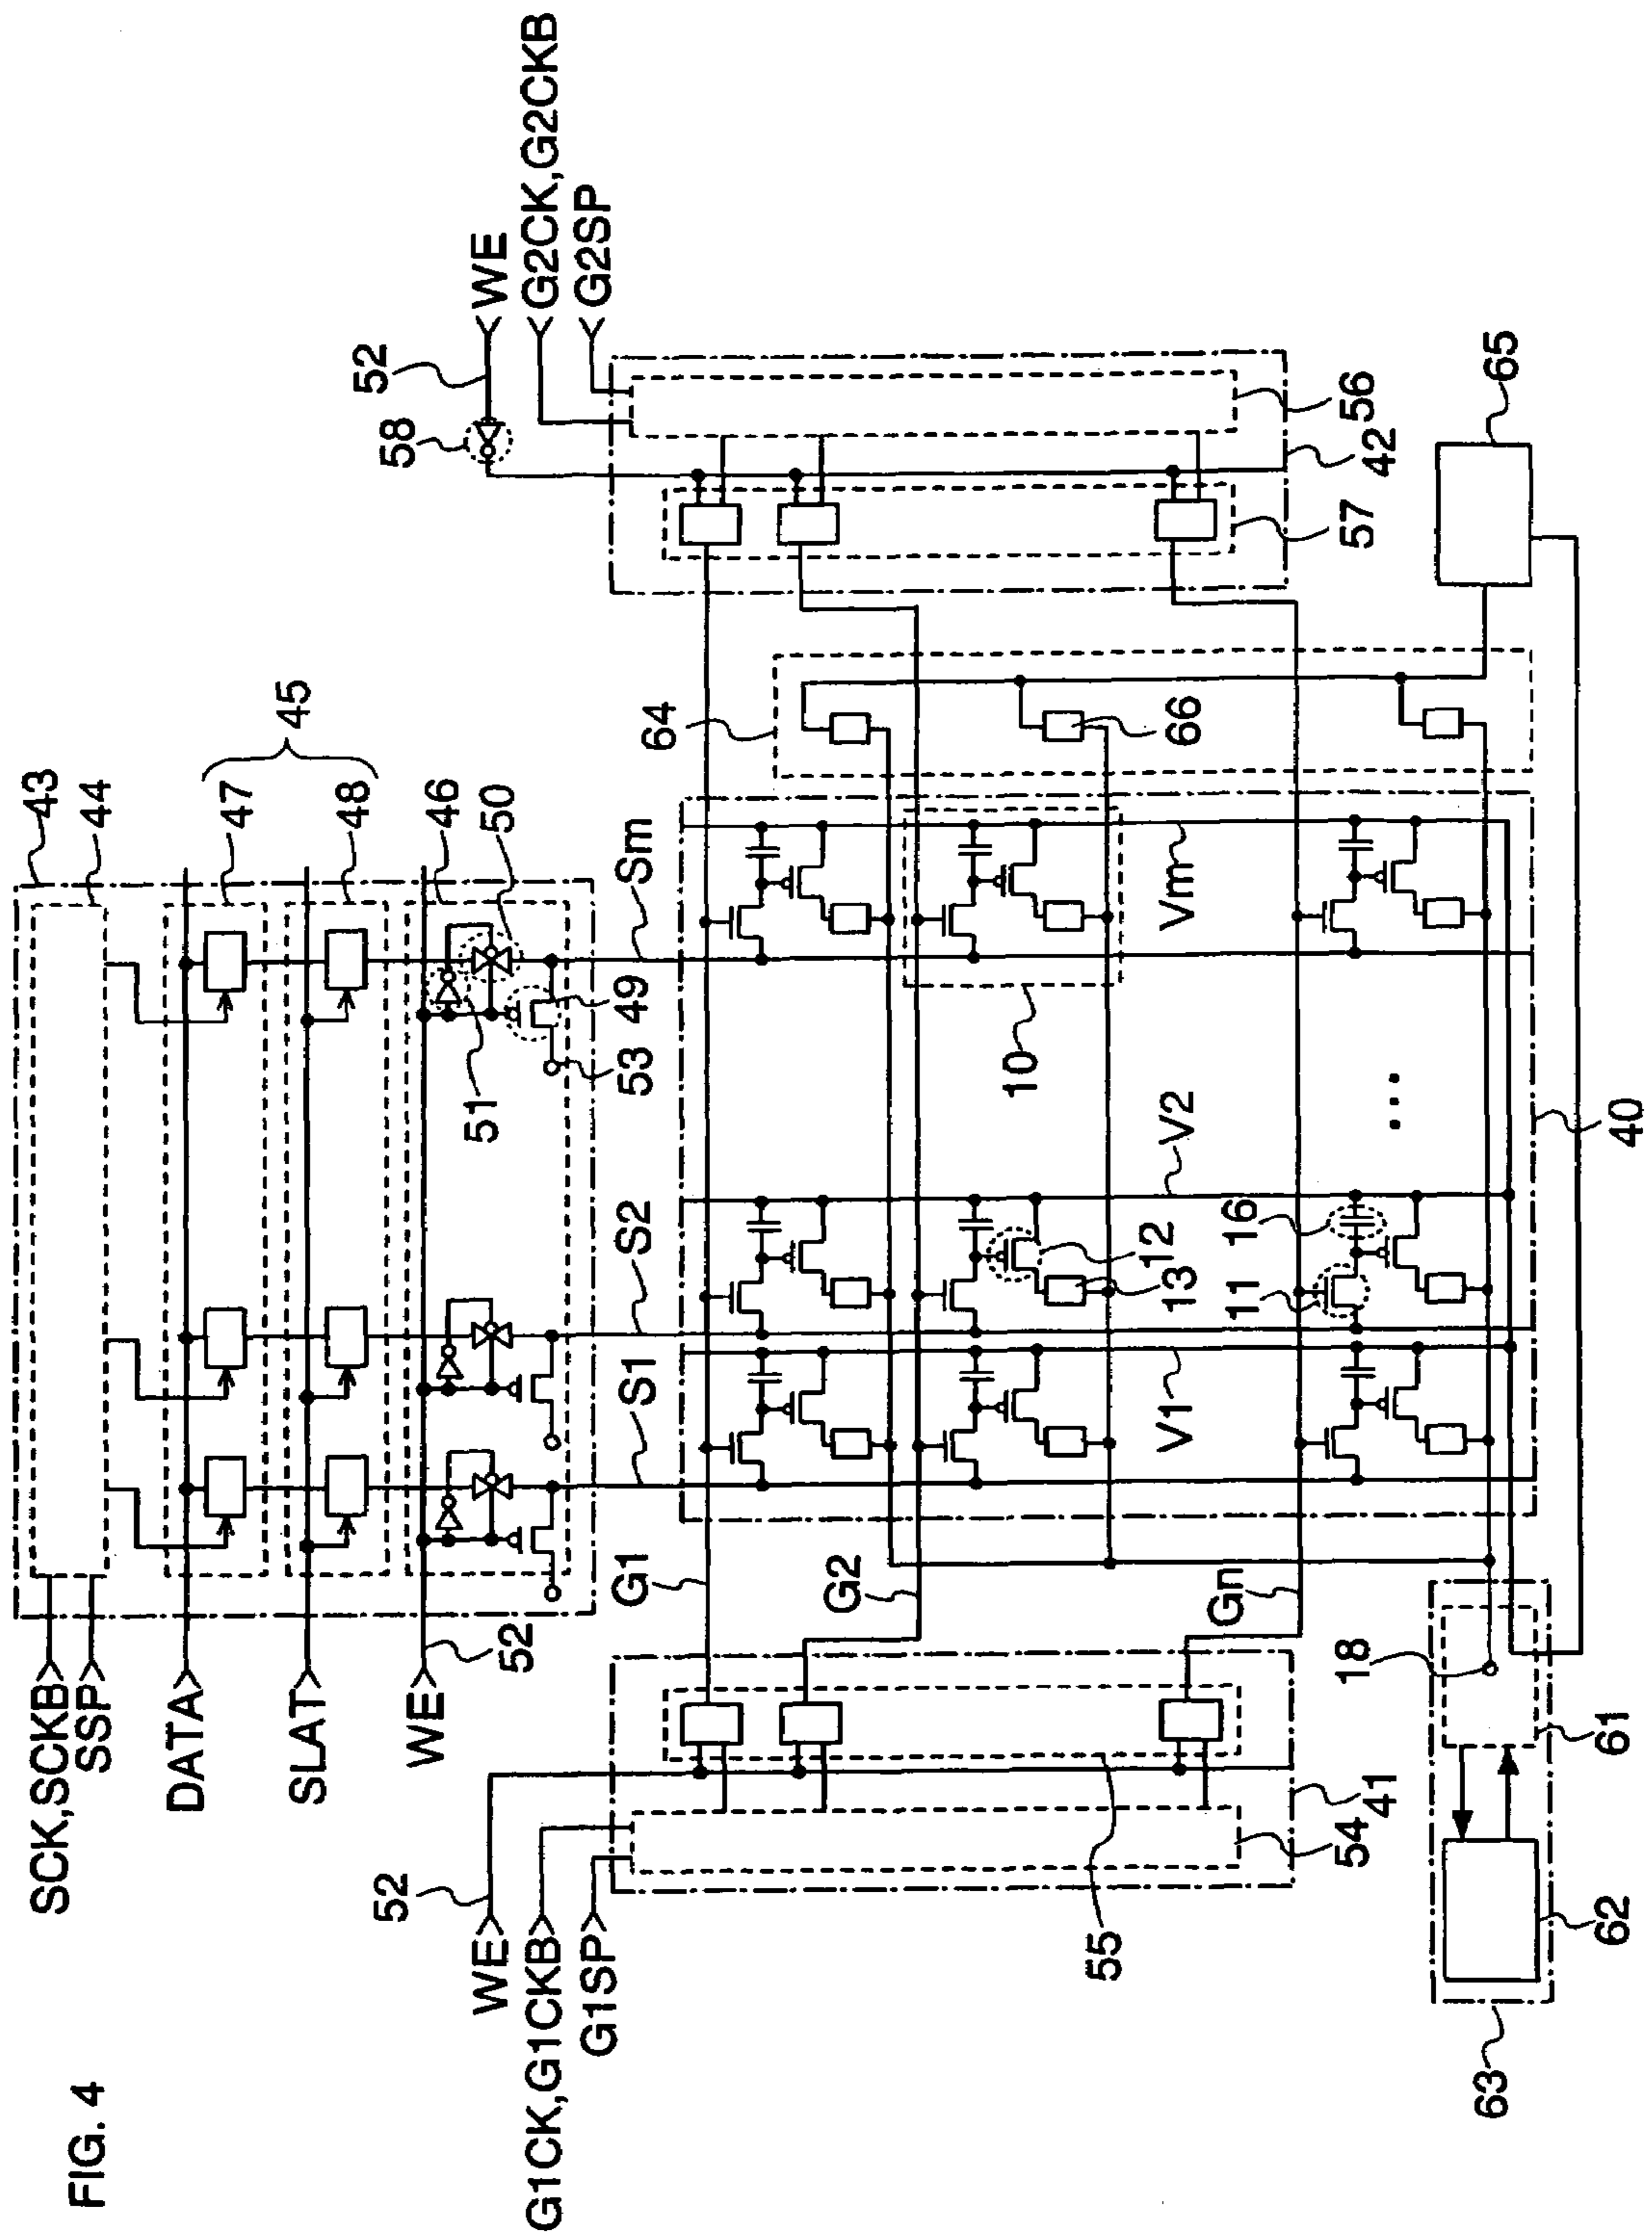 FIG. 4
43
44
45
47
48
46
50
49
51
53
SCK,SCKB
SSP
DATA
SLAT
WE
52
S1
S2
Sm
52
WE
G1CK,G1CKB
G1SP
G1
G2
Gn
55
54
41
58
52
WE
G2CK,G2CKB
G2SP
56
42
57
64
66
65
10
Vm
V2
V1
12
13
16
11
40
18
61
62
63